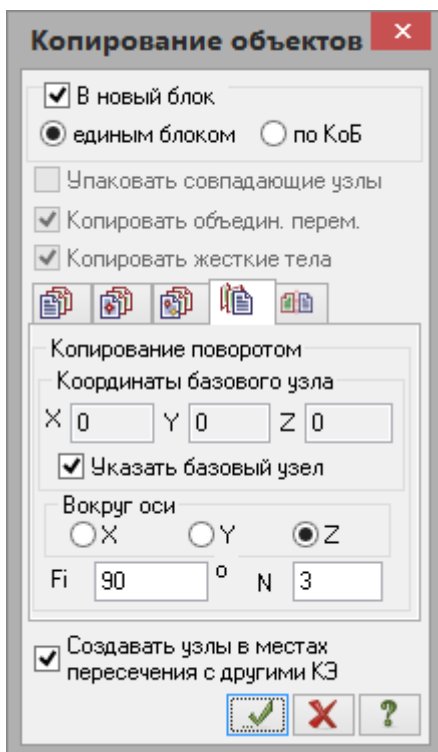 Копирование объектов
В новый блок
единым блоком по КоБ
Упаковать совпадающие узлы
Копировать объедин. перем.
Копировать жесткие тела
Копирование поворотом
Координаты базового узла
X 0 Y 0 Z 0
Указать базовый узел
Вокруг оси
X Y Z
Fi 90 ° N 3
Создавать узлы в местах
пересечения с другими КЭ
?